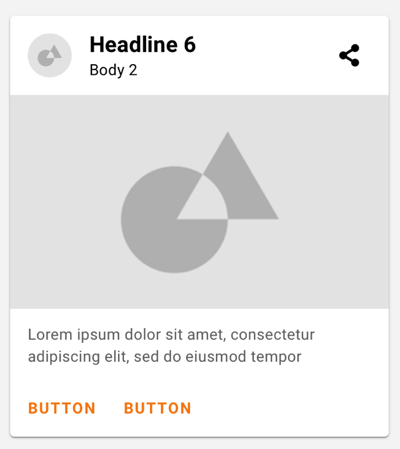 Headline 6
Body 2
Lorem ipsum dolor sit amet, consectetur
adipiscing elit, sed do eiusmod tempor
BUTTON BUTTON